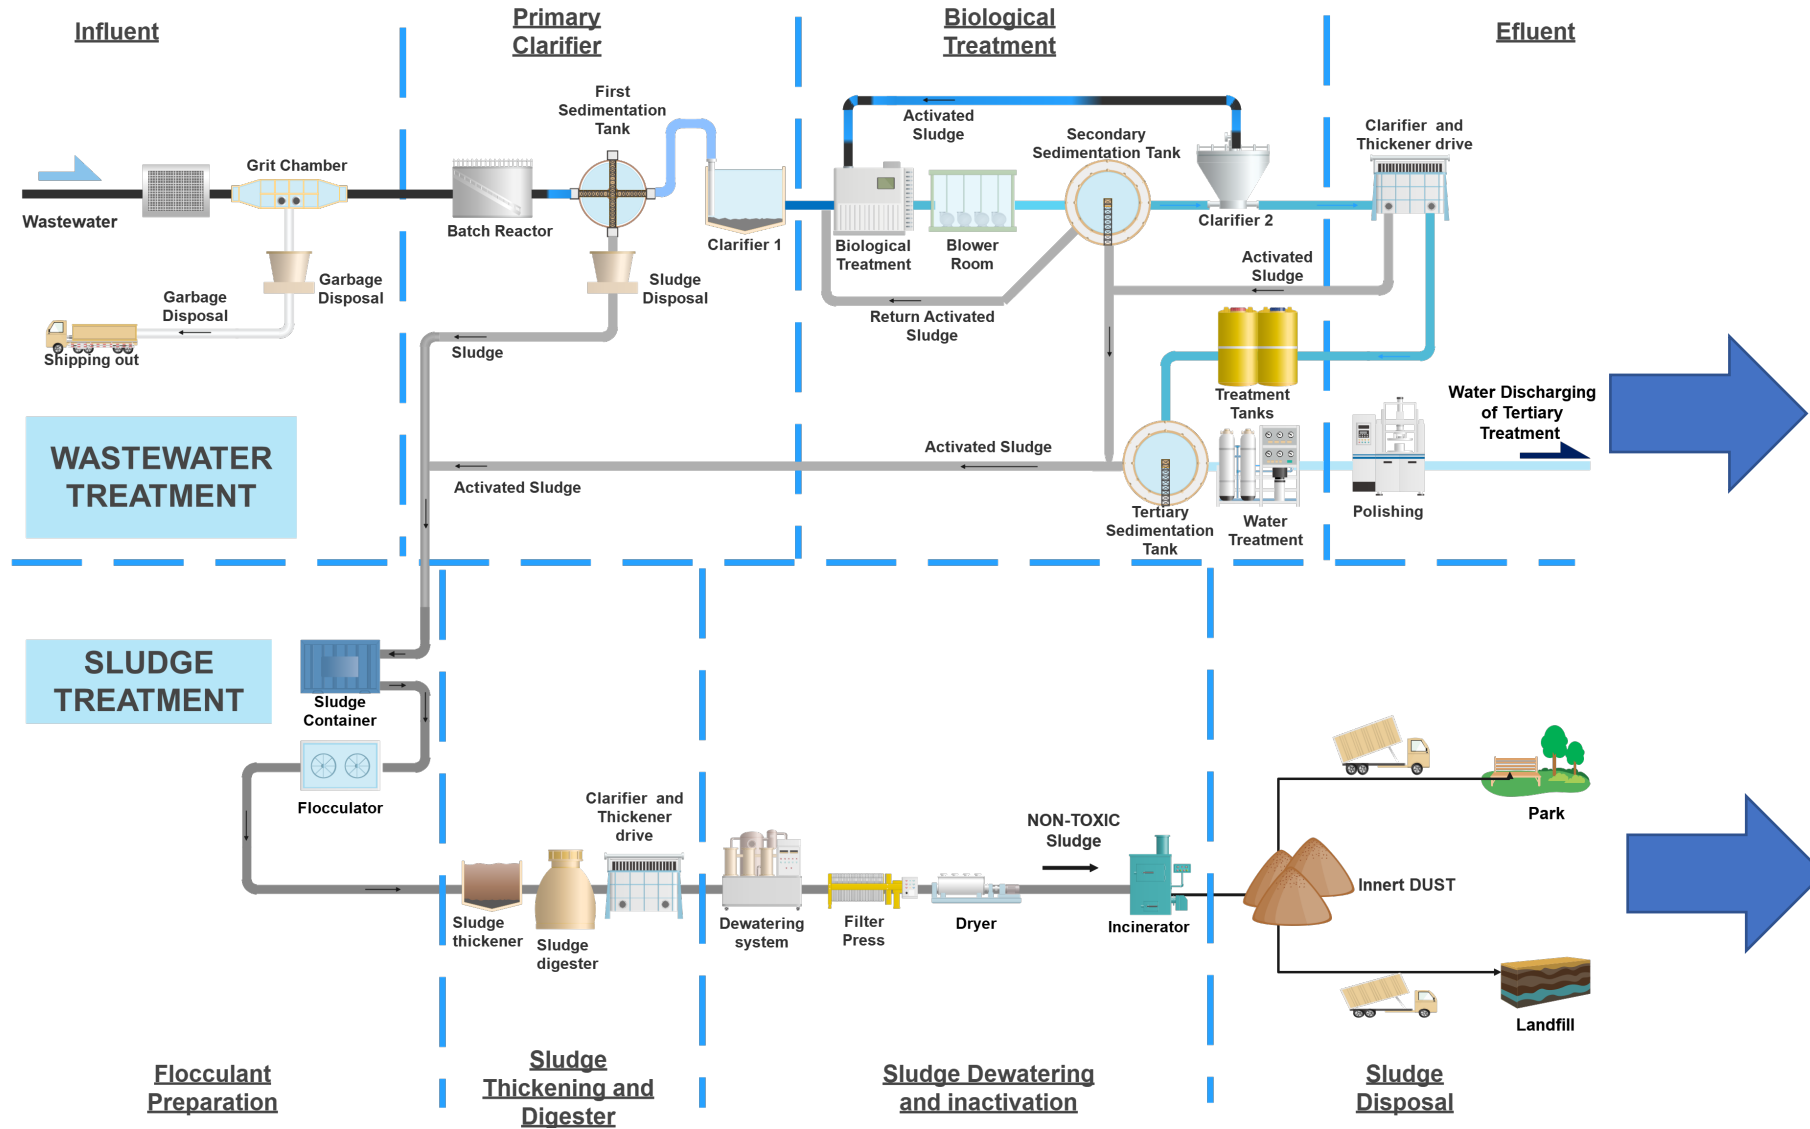 Influent
Primary
Clarifier
Biological
Treatment
Efluent
First
Sedimentation
Tank
Activated
Sludge
Secondary
Sedimentation Tank
Clarifier  and
Thickener drive
Grit Chamber
Wastewater
Batch Reactor
Clarifier 1
Biological
Treatment
Blower
Room
Clarifier 2
Garbage
Disposal
Sludge
Disposal
Activated
Sludge
Garbage
Disposal
Return Activated
Sludge
Shipping out
Sludge
Treatment
Tanks
Water Discharging
of Tertiary
Treatment
WASTEWATER
TREATMENT
Activated Sludge
Activated Sludge
Tertiary
Sedimentation
Tank
Water
Treatment
Polishing
SLUDGE
TREATMENT
Sludge
Container
Flocculator
Clarifier  and
Thickener
drive
NON-TOXIC
Sludge
Park
Innert DUST
Sludge
thickener
Sludge
digester
Dewatering
system
Filter
Press
Dryer
Incinerator
Landfill
Flocculant
Preparation
Sludge
Thickening and
Digester
Sludge Dewatering
and inactivation
Sludge
Disposal